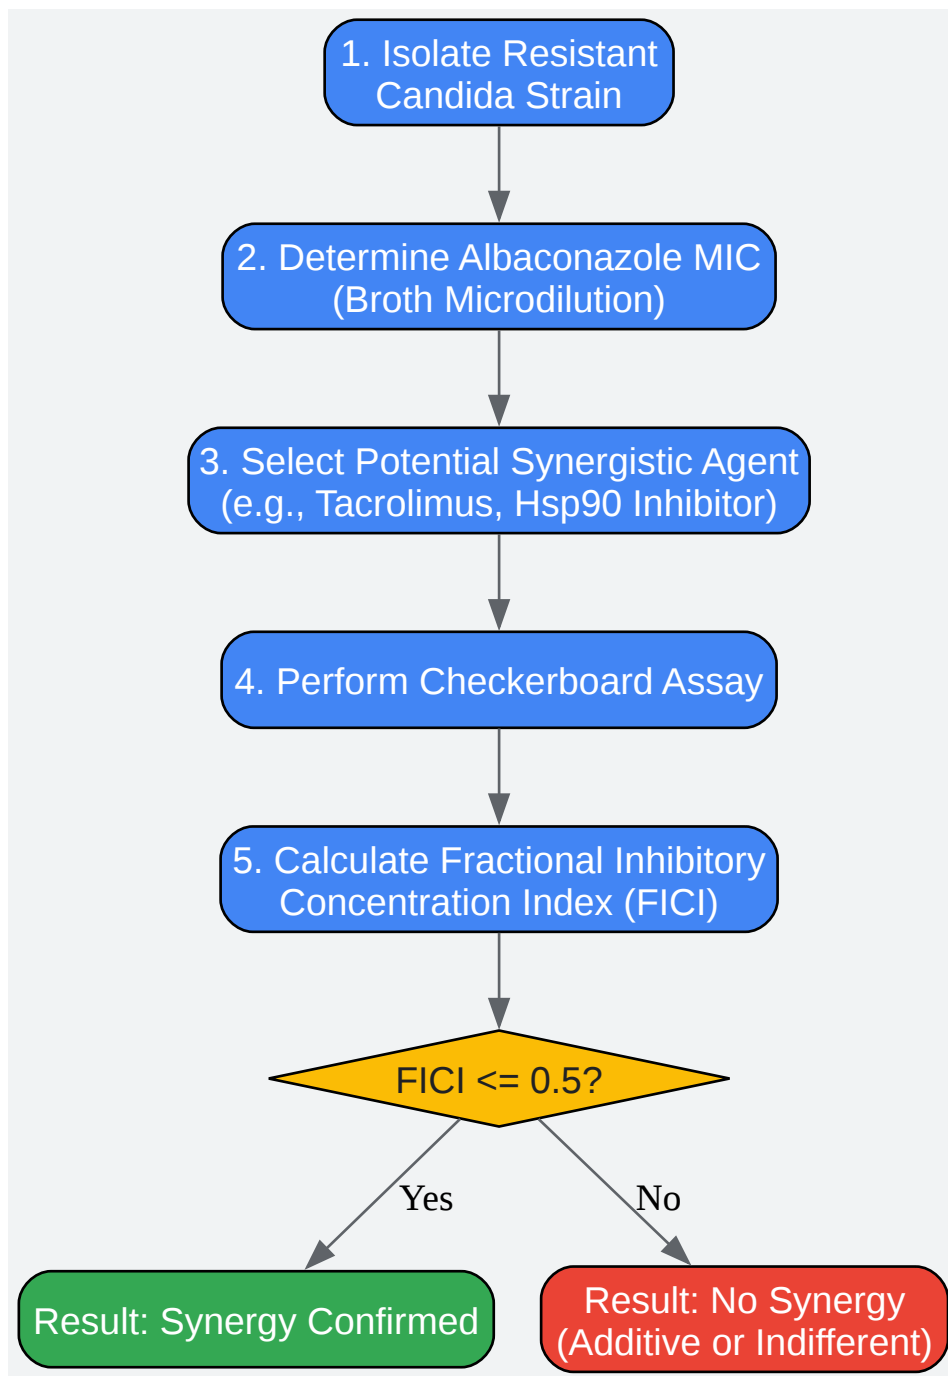 1. Isolate Resistant
Candida Strain
2. Determine Albaconazole MIC
(Broth Microdilution)
3. Select Potential Synergistic Agent
(e.g., Tacrolimus, Hsp90 Inhibitor)
4. Perform Checkerboard Assay
5. Calculate Fractional Inhibitory
Concentration Index (FICI)
FICI <= 0.5?
Yes
No
Result: Synergy Confirmed
Result: No Synergy
(Additive or Indifferent)